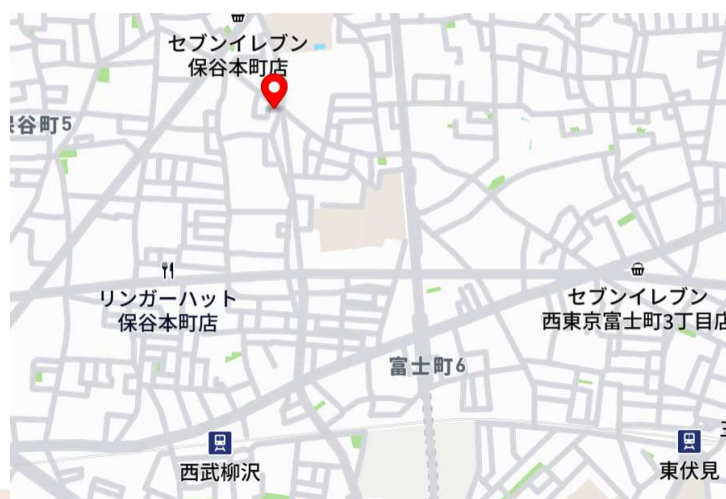 セブンイレブン
保谷本町店
保谷町5
リンガーハット
保谷本町店
セブンイレブン
西東京富士町3丁目店
富士町6
西武柳沢
東伏見